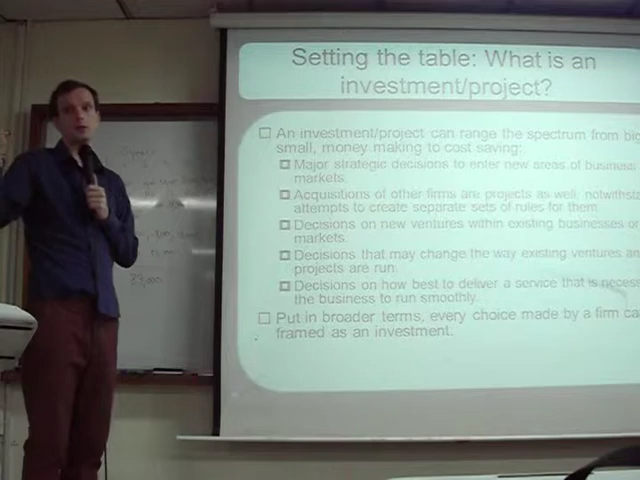 Setting the table: What is an
investment/project?
An investment/project can range the spectrum from big
small, money making to cost saving:
Major strategic decisions to enter new areas of business
markets.
Acquisitions of other firms are projects as well, notwithst
attempts to create separate sets of rules for them
Decisions on new ventures within existing businesses or
markets.
Decisions that may change the way existing ventures an
projects are run.
Decisions on how best to deliver a service that is neces
the business to run smoothly.
Put in broader terms, every choice made by a firm ca
framed as an investment.